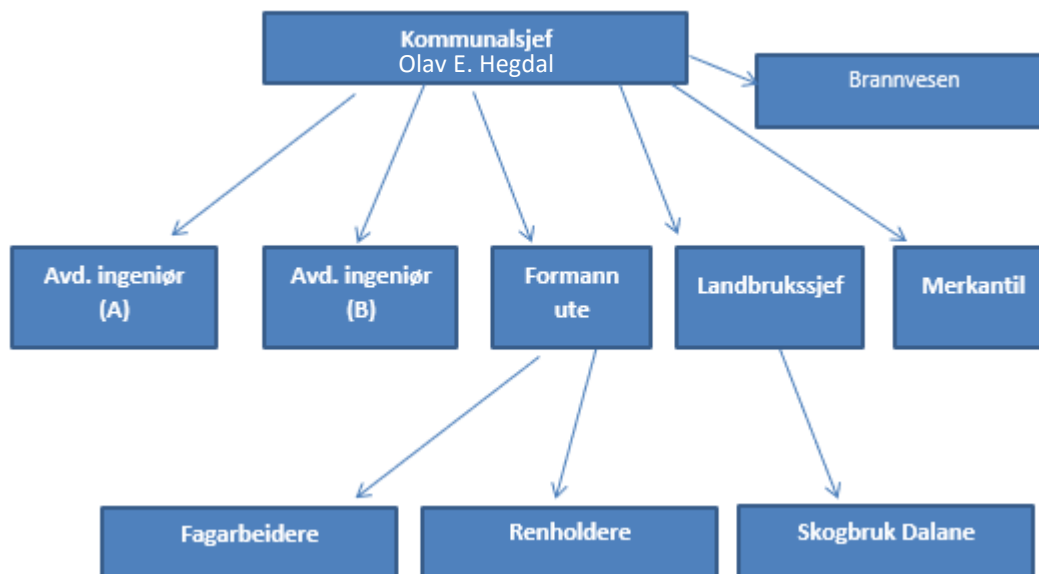 Kommunalsjef
Olav E. Hegdal
Brannvesen
Avd. ingeniør
(A)
Avd. ingeniør
(B)
Formann
ute
Landbrukssjef
Merkantil
Fagarbeidere
Renholdere
Skogbruk Dalane